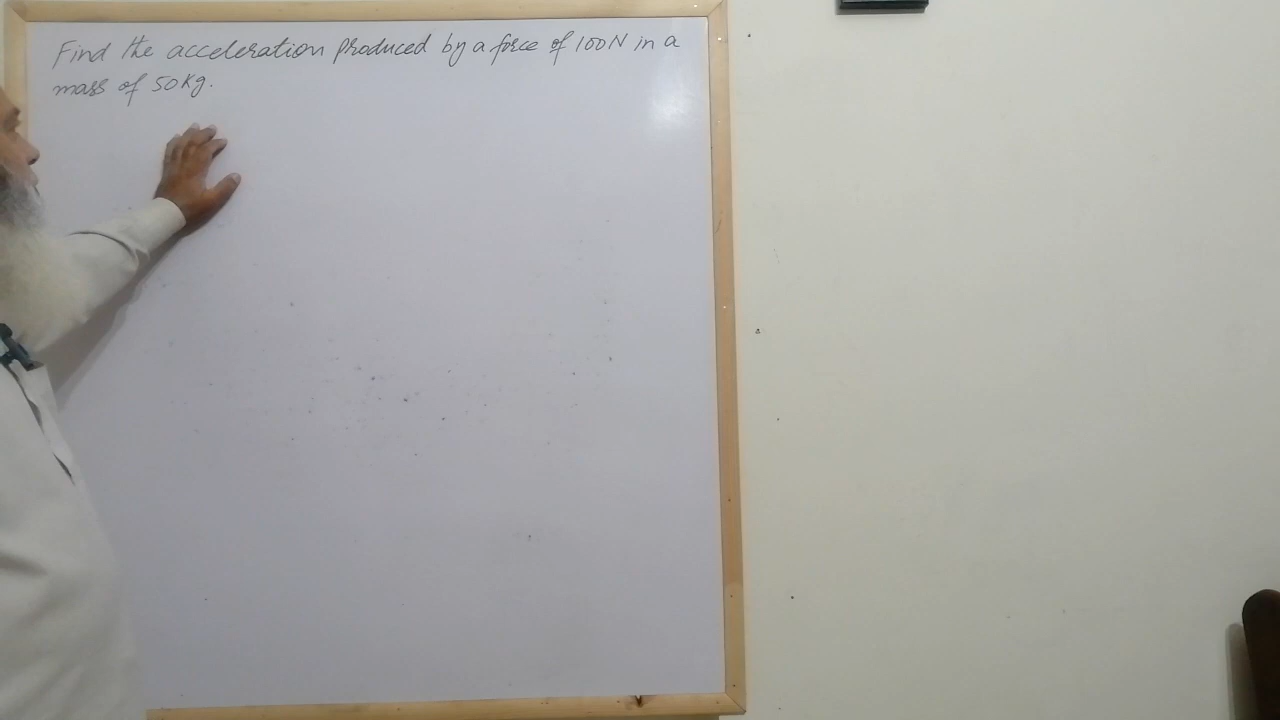 Find the acceleration produced by a force of 100N in a
mass of 50Kg.